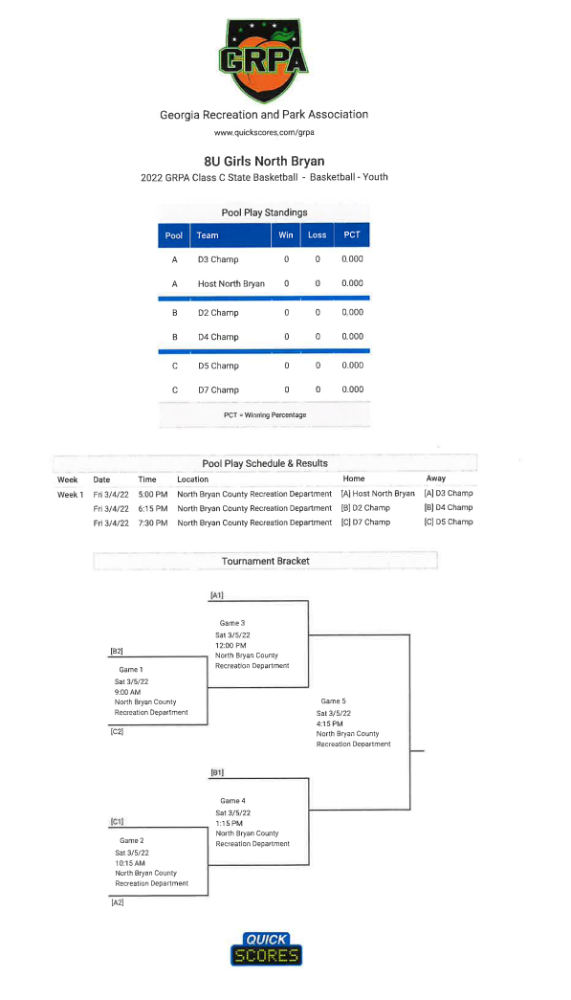 GRPA
Georgia Recreation and Park Association
www.quickscores.com/grpa
8U Girls North Bryan
2022 GRPA Class C State Basketball - Basketball - Youth
Pool Play Standings
Pool Team Win Loss PCT
A D3 Champ 0 0 0.000
A Host North Bryan 0 0 0.000
B D2 Champ 0 0 0.000
B D4 Champ 0 0 0.000
C D5 Champ 0 0 0.000
C D7 Champ 0 0 0.000
PCT = Winning Percentage
Pool Play Schedule & Results
Week Date Time Location Home Away
Week 1 Fri 3/4/22 5:00 PM North Bryan County Recreation Department [A] Host North Bryan [A] D3 Champ
Fri 3/4/22 6:15 PM North Bryan County Recreation Department [B] D2 Champ [B] D4 Champ
Fri 3/4/22 7:30 PM North Bryan County Recreation Department [C] D7 Champ [C] D5 Champ
Tournament Bracket
[A1]
Game 3
Sat 3/5/22
12:00 PM
North Bryan County
Recreation Department
[B2]
Game 1
Sat 3/5/22
9:00 AM
North Bryan County
Recreation Department
[C2]
Game 5
Sat 3/5/22
4:15 PM
North Bryan County
Recreation Department
[B1]
Game 4
Sat 3/5/22
1:15 PM
North Bryan County
Recreation Department
[C1]
Game 2
Sat 3/5/22
10:15 AM
North Bryan County
Recreation Department
[A2]
QUICK
SCORES